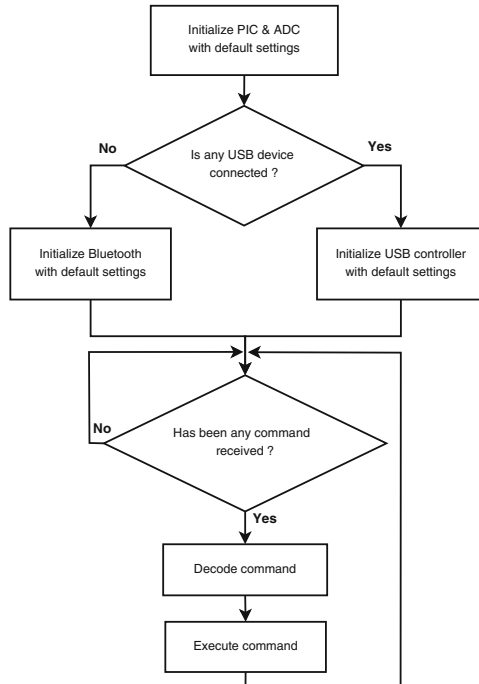 Initialize PIC & ADC
with default settings
Is any USB device
connected ?
No
Yes
Initialize Bluetooth
with default settings
Initialize USB controller
with default settings
Has been any command
received ?
No
Yes
Decode command
Execute command